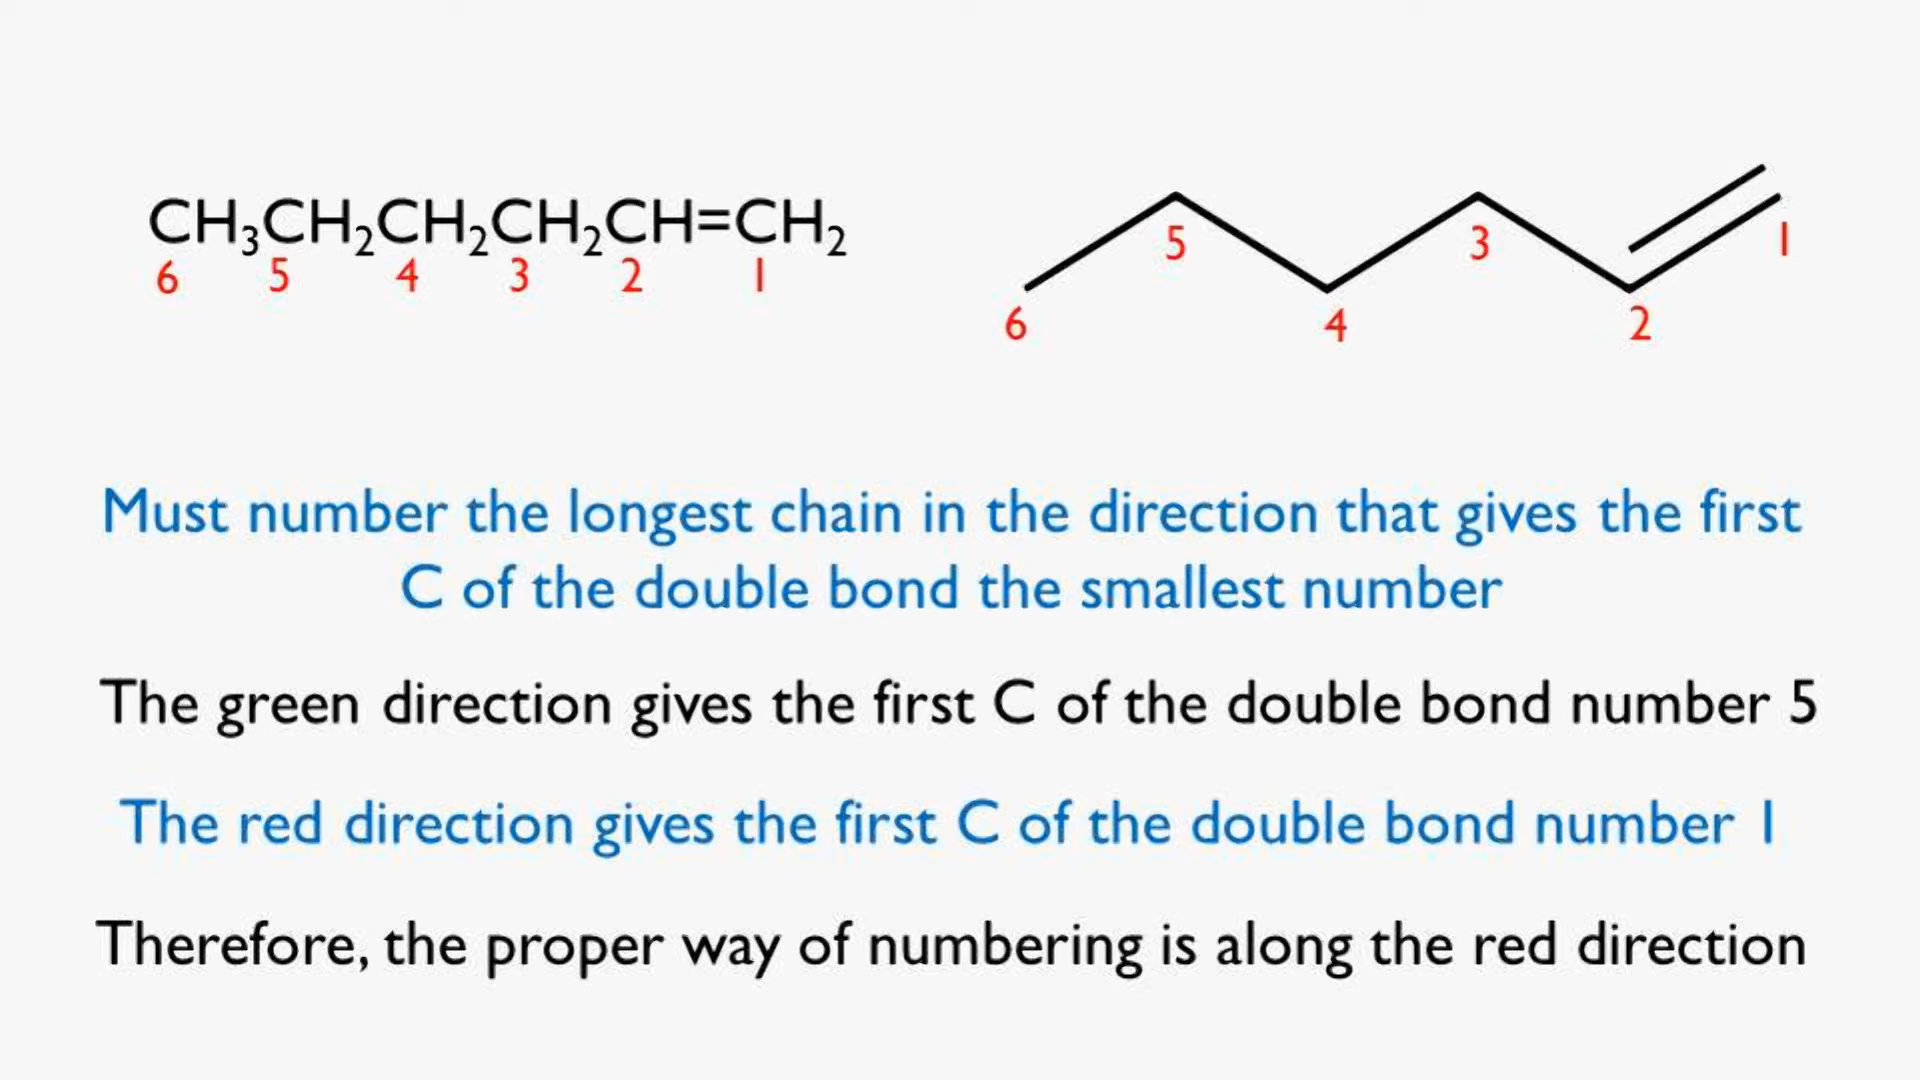 CH₃CH₂CH₂CH₂CH=CH₂
6 5 4 3 2 1
5 3 1
6 4 2
Must number the longest chain in the direction that gives the first
C of the double bond the smallest number
The green direction gives the first C of the double bond number 5
The red direction gives the first C of the double bond number 1
Therefore, the proper way of numbering is along the red direction